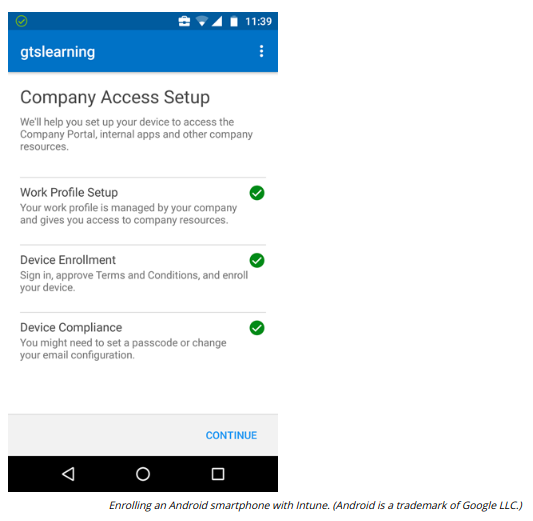 11:39
gtslearning
Company Access Setup
We'll help you set up your device to access the
Company Portal, internal apps and other company
resources.
Work Profile Setup
Your work profile is managed by your company
and gives you access to company resources.
Device Enrollment
Sign in, approve Terms and Conditions, and enroll
your device.
Device Compliance
You might need to set a passcode or change
your email configuration.
CONTINUE
Enrolling an Android smartphone with Intune. (Android is a trademark of Google LLC.)